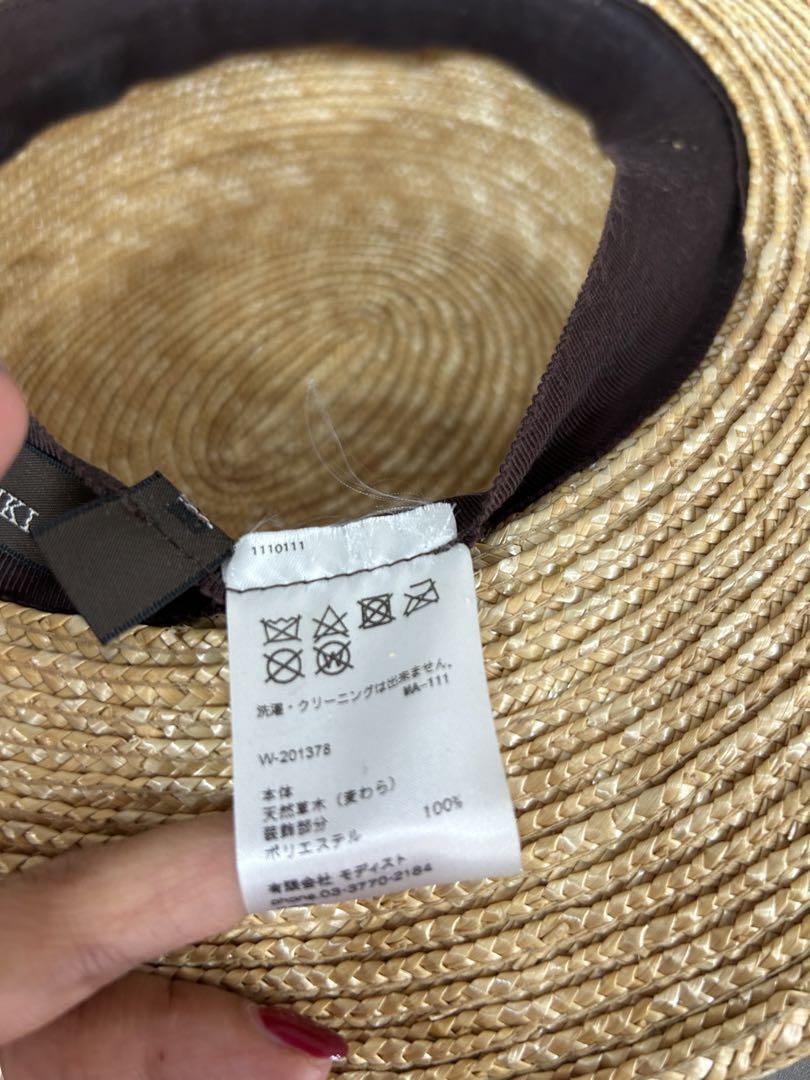 IKI
1110111
洗濯・クリーニングは出来ません。
MA-111
W-201378
本体
天然草木（麦わら）
装飾部分
ポリエステル 100%
有限会社 モディスト
phone.03-3770-2184